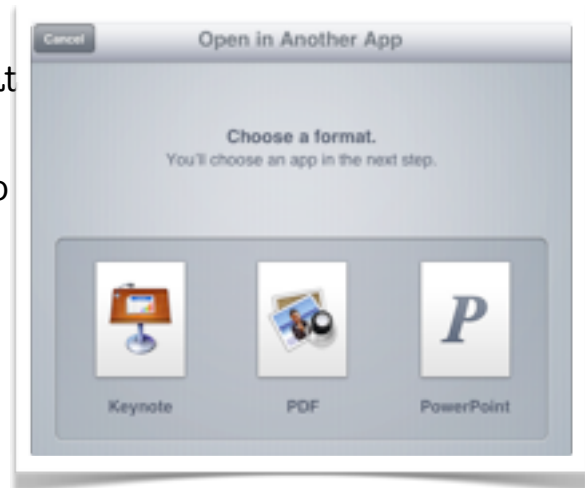 Cancel
Open in Another App
Choose a format.
You'll choose an app in the next step.
P
Keynote
PDF
PowerPoint